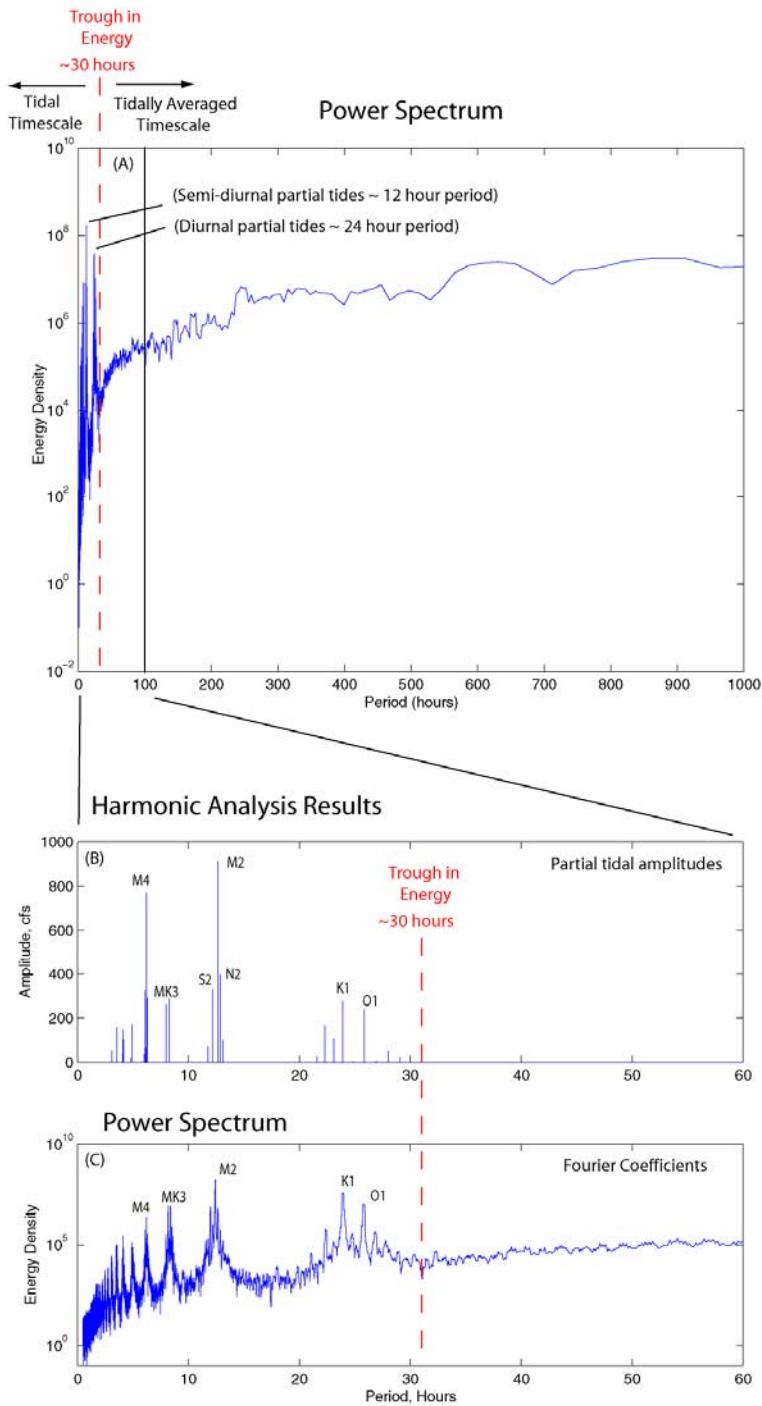 Trough in
Energy
~30 hours
Tidal
Timescale
Tidally Averaged
Timescale
Power Spectrum
(A)
(Semi-diurnal partial tides ~ 12 hour period)
(Diurnal partial tides ~ 24 hour period)
Energy Density
10^10
10^8
10^6
10^4
10^2
10^0
10^-2
0 100 200 300 400 500 600 700 800 900 1000
Period (hours)
Harmonic Analysis Results
(B)
Partial tidal amplitudes
Trough in
Energy
~30 hours
Amplitude, cfs
1000
800
600
400
200
0
M4
MK3
S2
M2
N2
K1
O1
0 10 20 30 40 50 60
Power Spectrum
(C)
Fourier Coefficients
Energy Density
10^10
10^5
10^0
M4
MK3
M2
K1
O1
0 10 20 30 40 50 60
Period, Hours